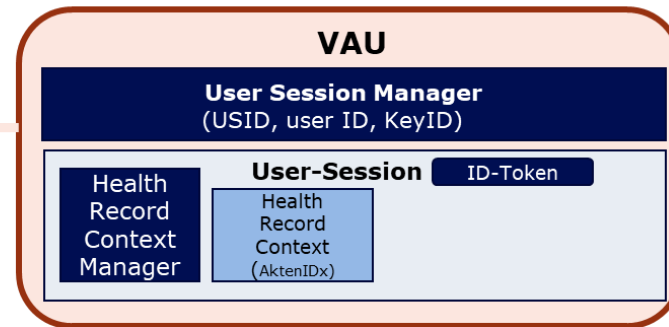 VAU
User Session Manager
(USID, user ID, KeyID)
User-Session
ID-Token
Health
Record
Context
Manager
Health
Record
Context
(AktenIDx)